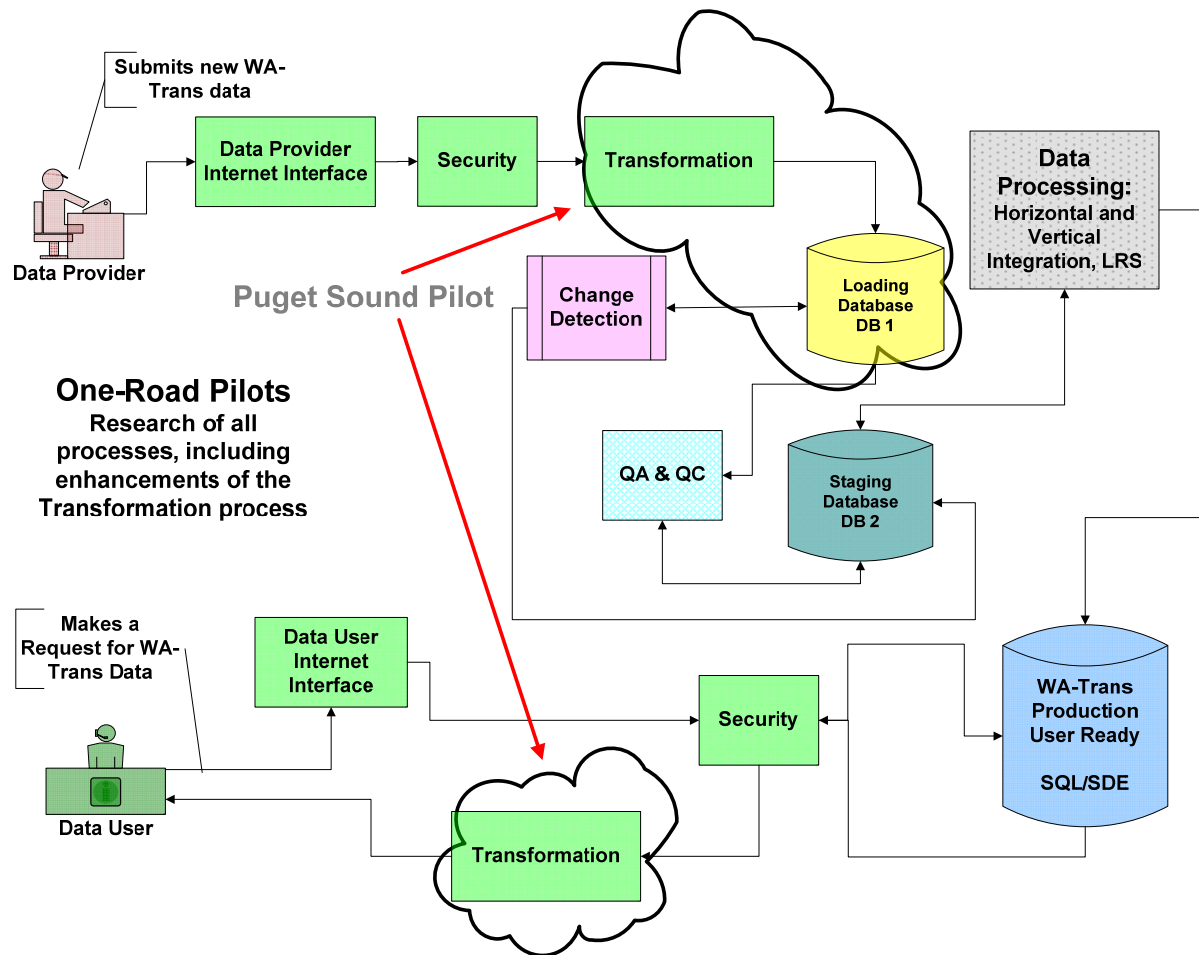 Submits new WA-
Trans data
Data Provider
Data Provider
Internet Interface
Security
Transformation
Data
Processing:
Horizontal and
Vertical
Integration, LRS
Puget Sound Pilot
Change
Detection
Loading
Database
DB 1
One-Road Pilots
Research of all
processes, including
enhancements of the
Transformation process
QA & QC
Staging
Database
DB 2
Makes a
Request for WA-
Trans Data
Data User
Internet
Interface
Security
WA-Trans
Production
User Ready
SQL/SDE
Data User
Transformation